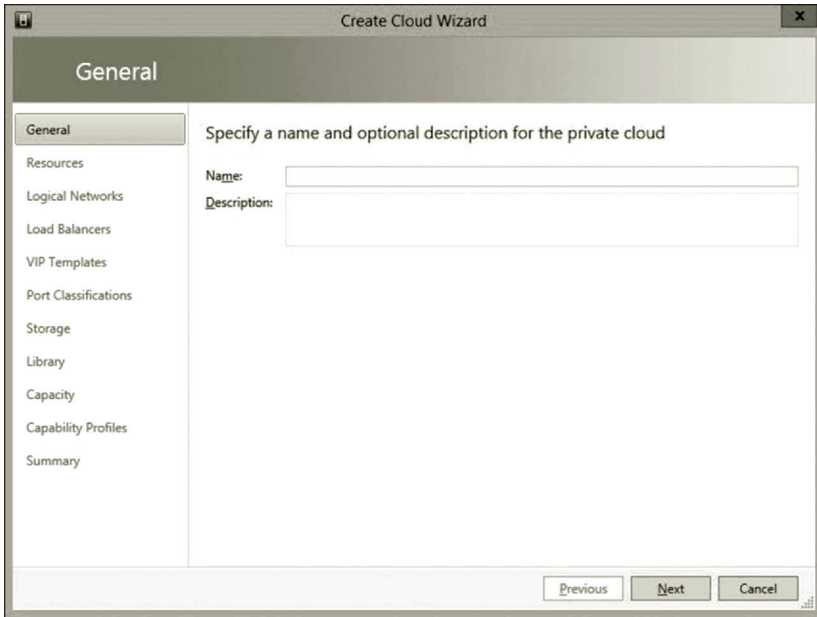 Create Cloud Wizard
x
General
General
Resources
Logical Networks
Load Balancers
VIP Templates
Port Classifications
Storage
Library
Capacity
Capability Profiles
Summary
Specify a name and optional description for the private cloud
Name:
Description:
Previous Next Cancel